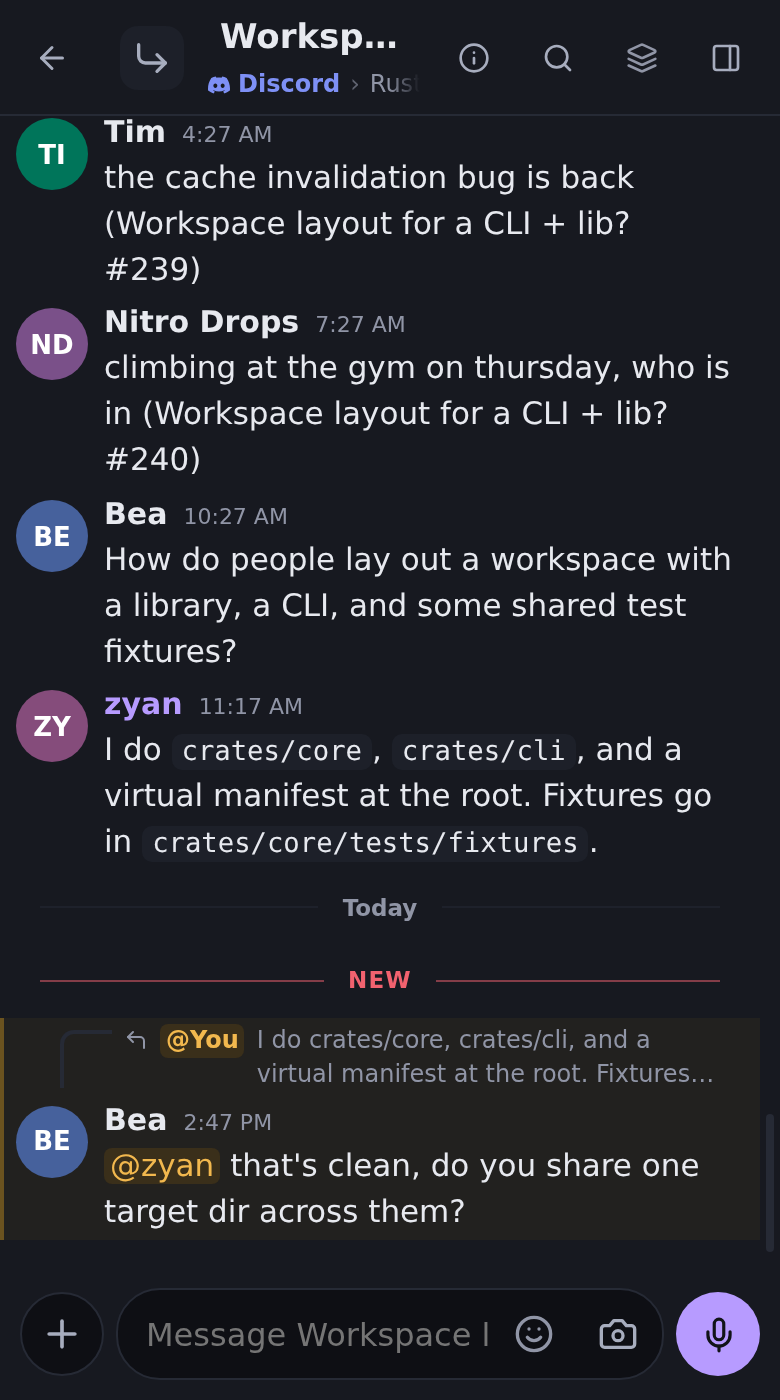 Worksp...
Discord › Rust
TI
Tim 4:27 AM
the cache invalidation bug is back
(Workspace layout for a CLI + lib?
#239)
ND
Nitro Drops 7:27 AM
climbing at the gym on thursday, who is
in (Workspace layout for a CLI + lib?
#240)
BE
Bea 10:27 AM
How do people lay out a workspace with
a library, a CLI, and some shared test
fixtures?
ZY
zyan 11:17 AM
I do crates/core, crates/cli, and a
virtual manifest at the root. Fixtures go
in crates/core/tests/fixtures.
Today
NEW
@You I do crates/core, crates/cli, and a
virtual manifest at the root. Fixtures...
BE
Bea 2:47 PM
@zyan that's clean, do you share one
target dir across them?
Message Workspace l